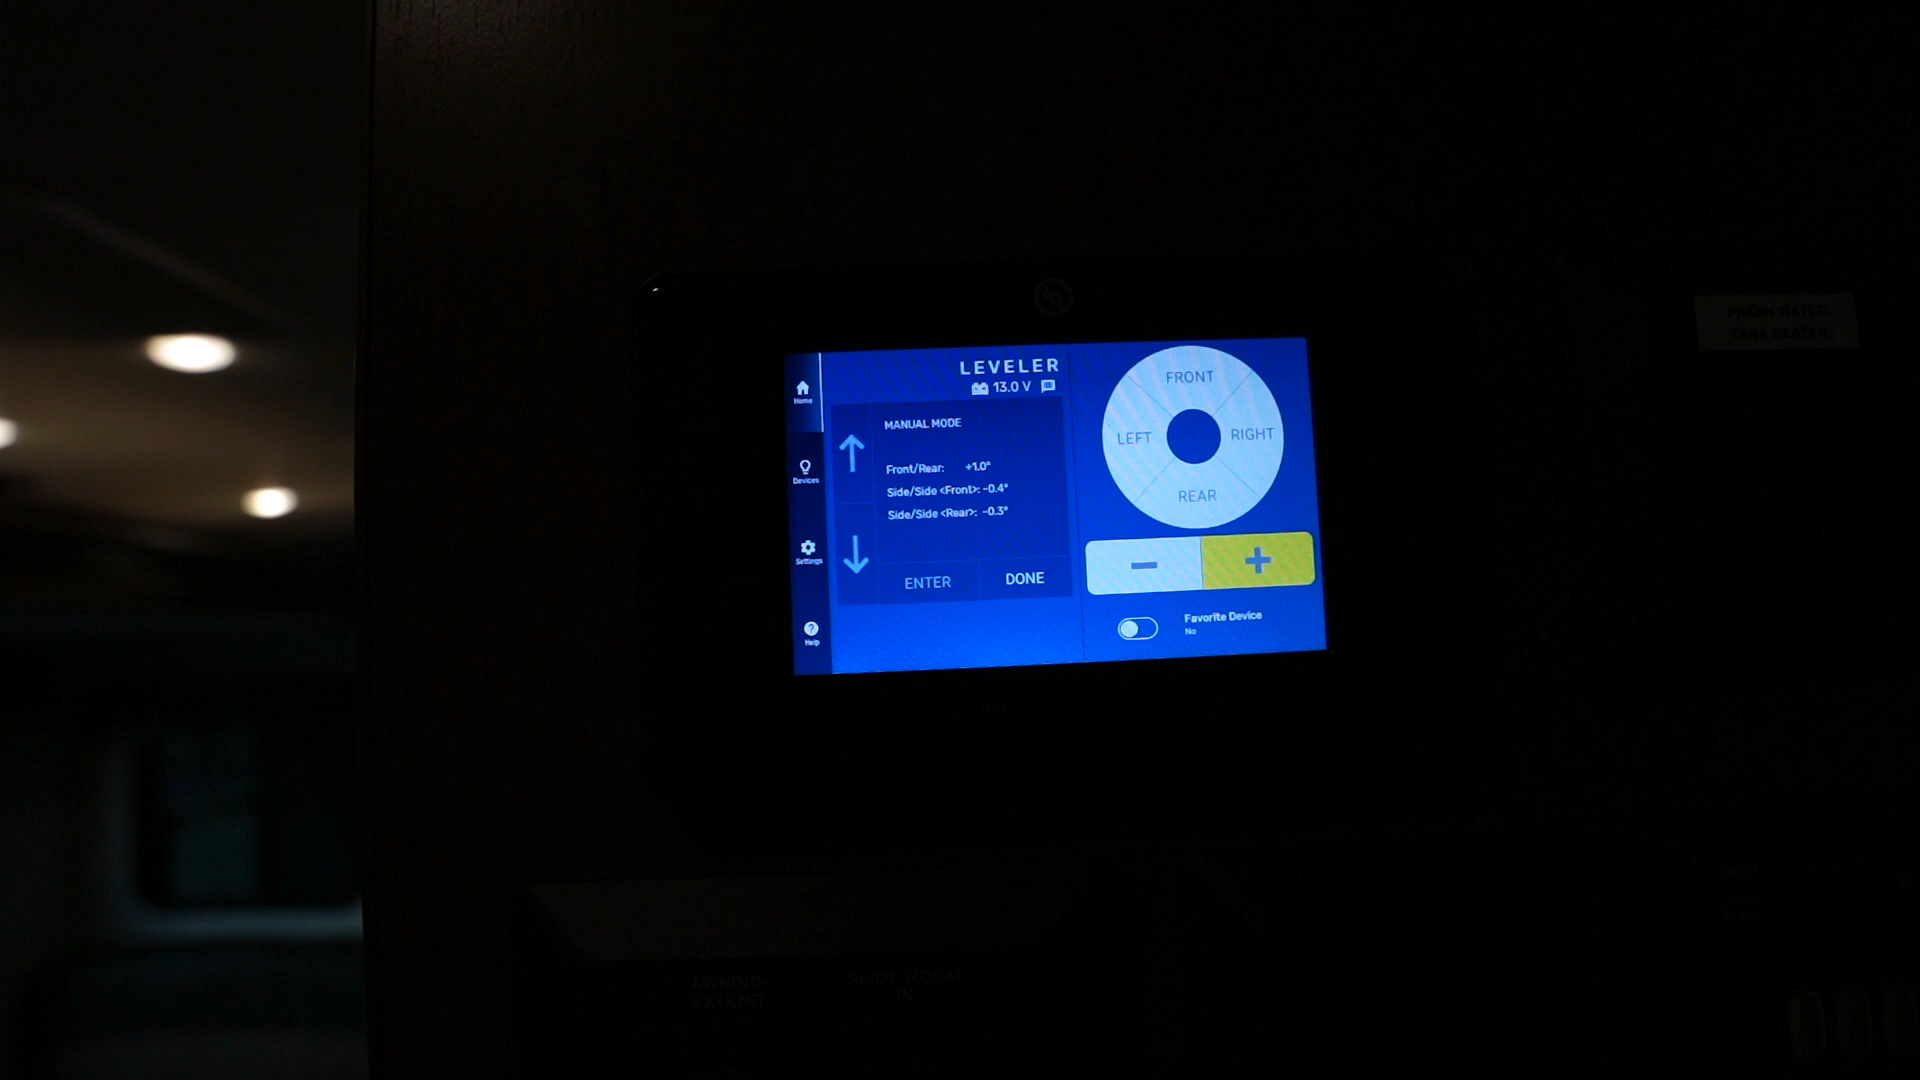 FRESH WATER
TANK HEATER
LEVELER
13.0 V
Home
MANUAL MODE
Front/Rear: +1.0°
Side/Side <Front>: -0.4°
Side/Side <Rear>: -0.3°
ENTER DONE
Devices
Settings
Help
FRONT
LEFT RIGHT
REAR
- +
Favorite Device
No
AWNING
EXTEND
SLIDE ROOM
IN